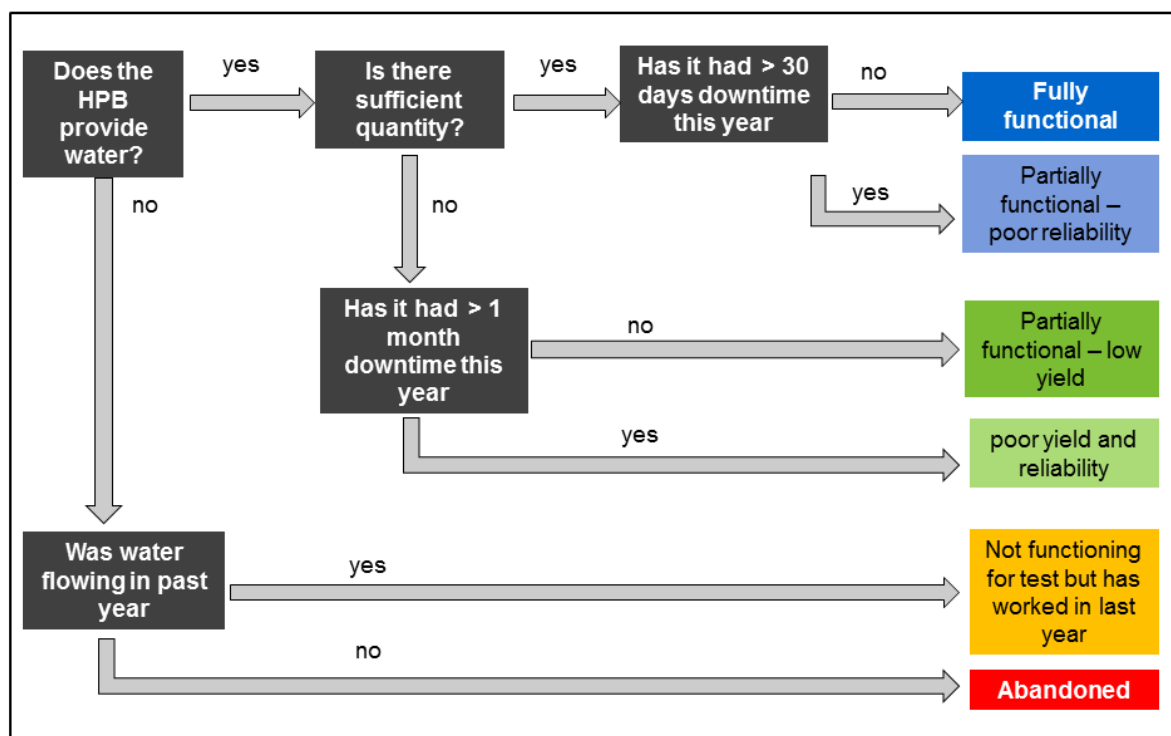 Does the
HPB
provide
water?
yes
Is there
sufficient
quantity?
yes
Has it had > 30
days downtime
this year
no
Fully
functional
yes
Partially
functional –
poor reliability
no
no
Has it had > 1
month
downtime this
year
no
Partially
functional – low
yield
yes
poor yield and
reliability
Was water
flowing in past
year
yes
Not functioning
for test but has
worked in last
year
no
Abandoned